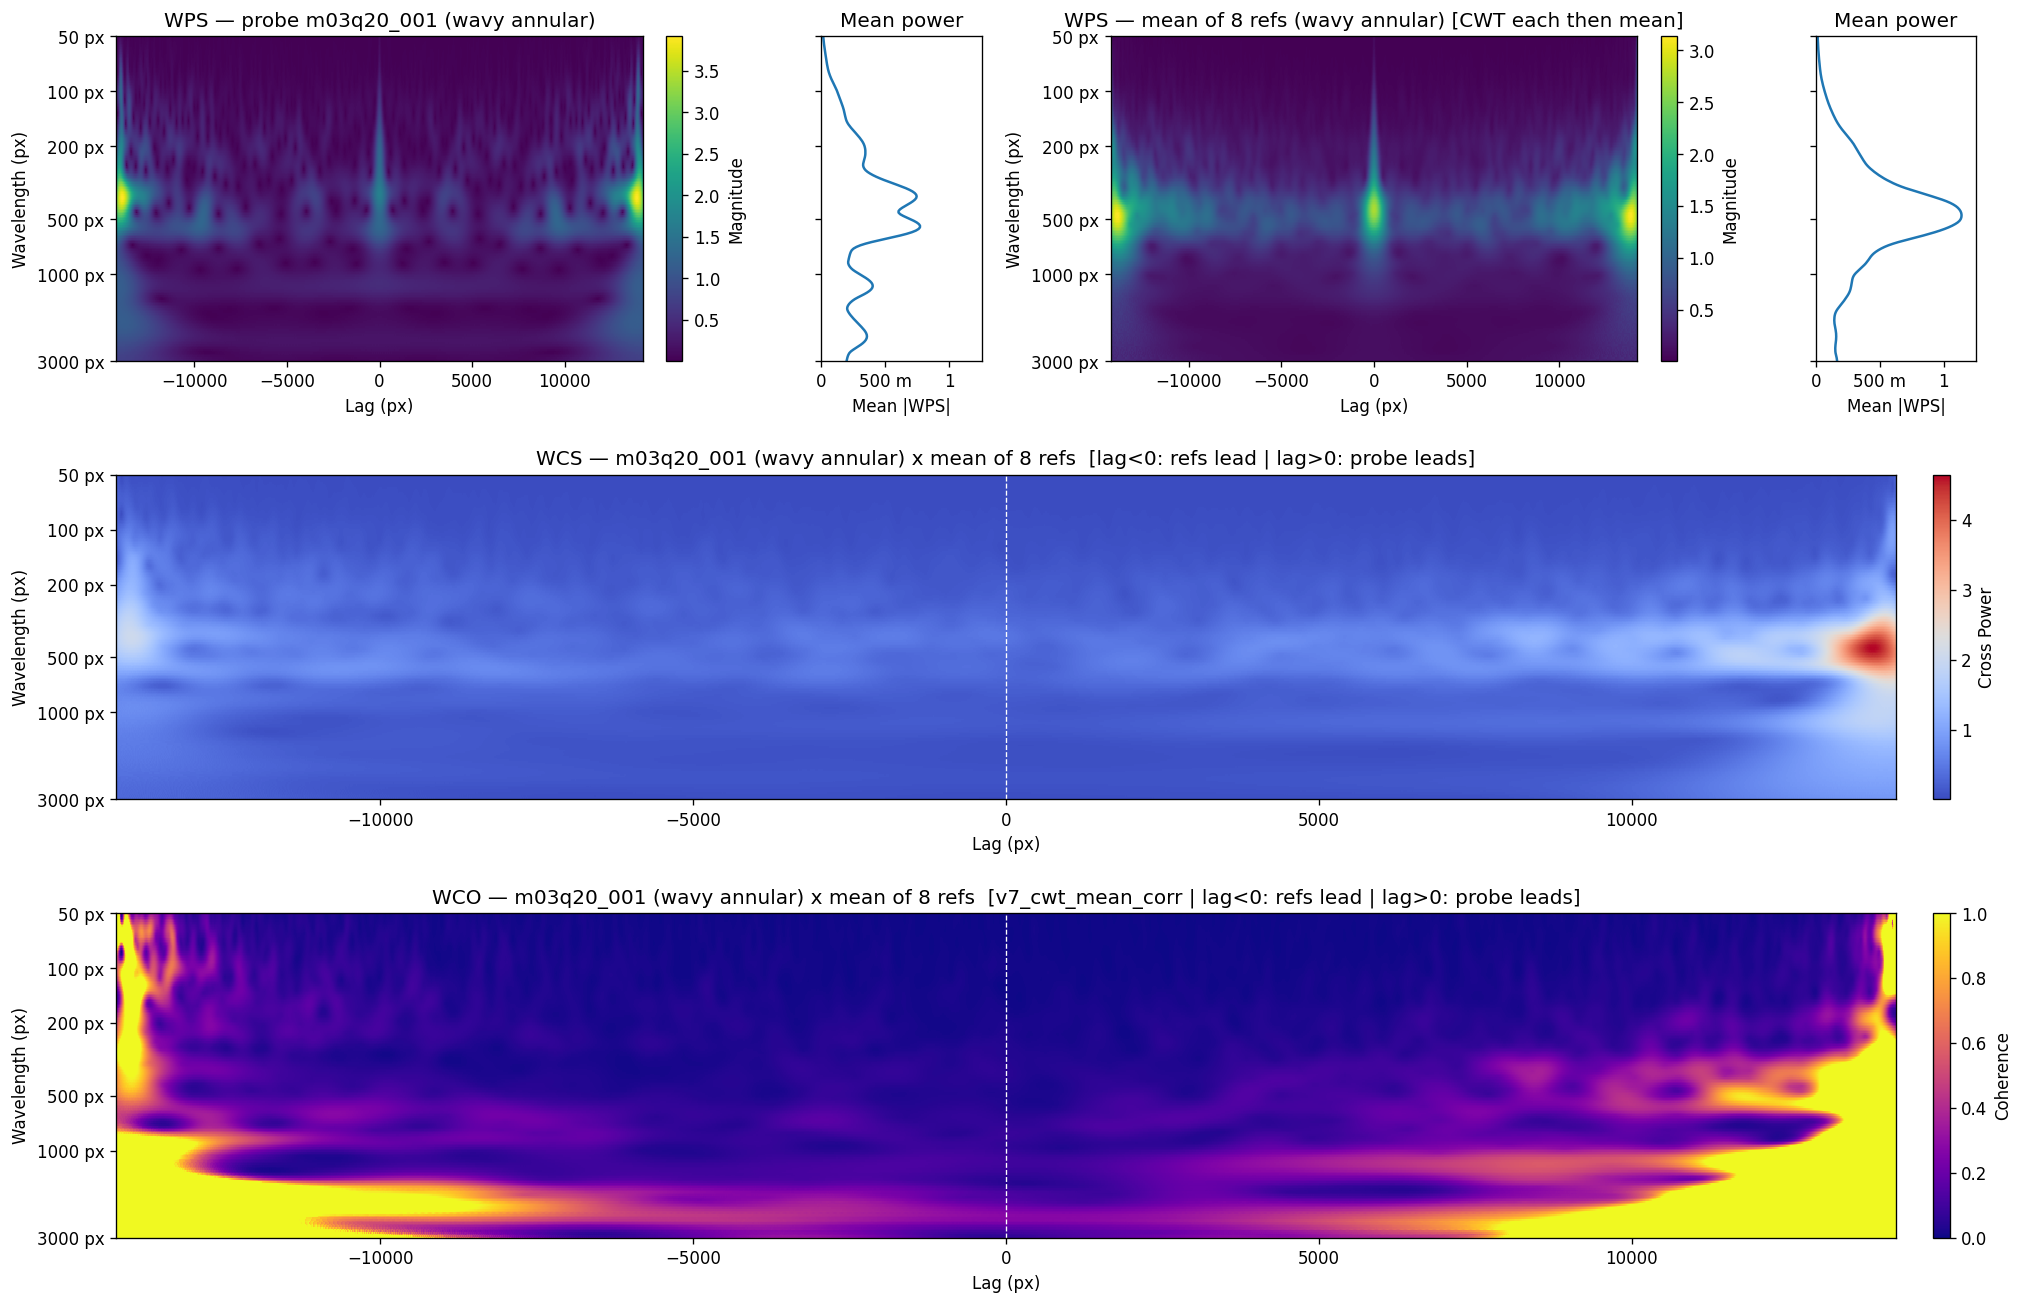 WPS — probe m03q20_001 (wavy annular)
50 px
100 px
200 px
500 px
1000 px
3000 px
Wavelength (px)
−10000 −5000 0 5000 10000
Lag (px)
3.5
3.0
2.5
2.0
1.5
1.0
0.5
Magnitude
Mean power
0 500 m 1
Mean |WPS|
WPS — mean of 8 refs (wavy annular) [CWT each then mean]
50 px
100 px
200 px
500 px
1000 px
3000 px
Wavelength (px)
−10000 −5000 0 5000 10000
Lag (px)
3.0
2.5
2.0
1.5
1.0
0.5
Magnitude
Mean power
0 500 m 1
Mean |WPS|
WCS — m03q20_001 (wavy annular) x mean of 8 refs [lag<0: refs lead | lag>0: probe leads]
50 px
100 px
200 px
500 px
1000 px
3000 px
Wavelength (px)
−10000 −5000 0 5000 10000
Lag (px)
4
3
2
1
Cross Power
WCO — m03q20_001 (wavy annular) x mean of 8 refs [v7_cwt_mean_corr | lag<0: refs lead | lag>0: probe leads]
50 px
100 px
200 px
500 px
1000 px
3000 px
Wavelength (px)
−10000 −5000 0 5000 10000
Lag (px)
1.0
0.8
0.6
0.4
0.2
0.0
Coherence